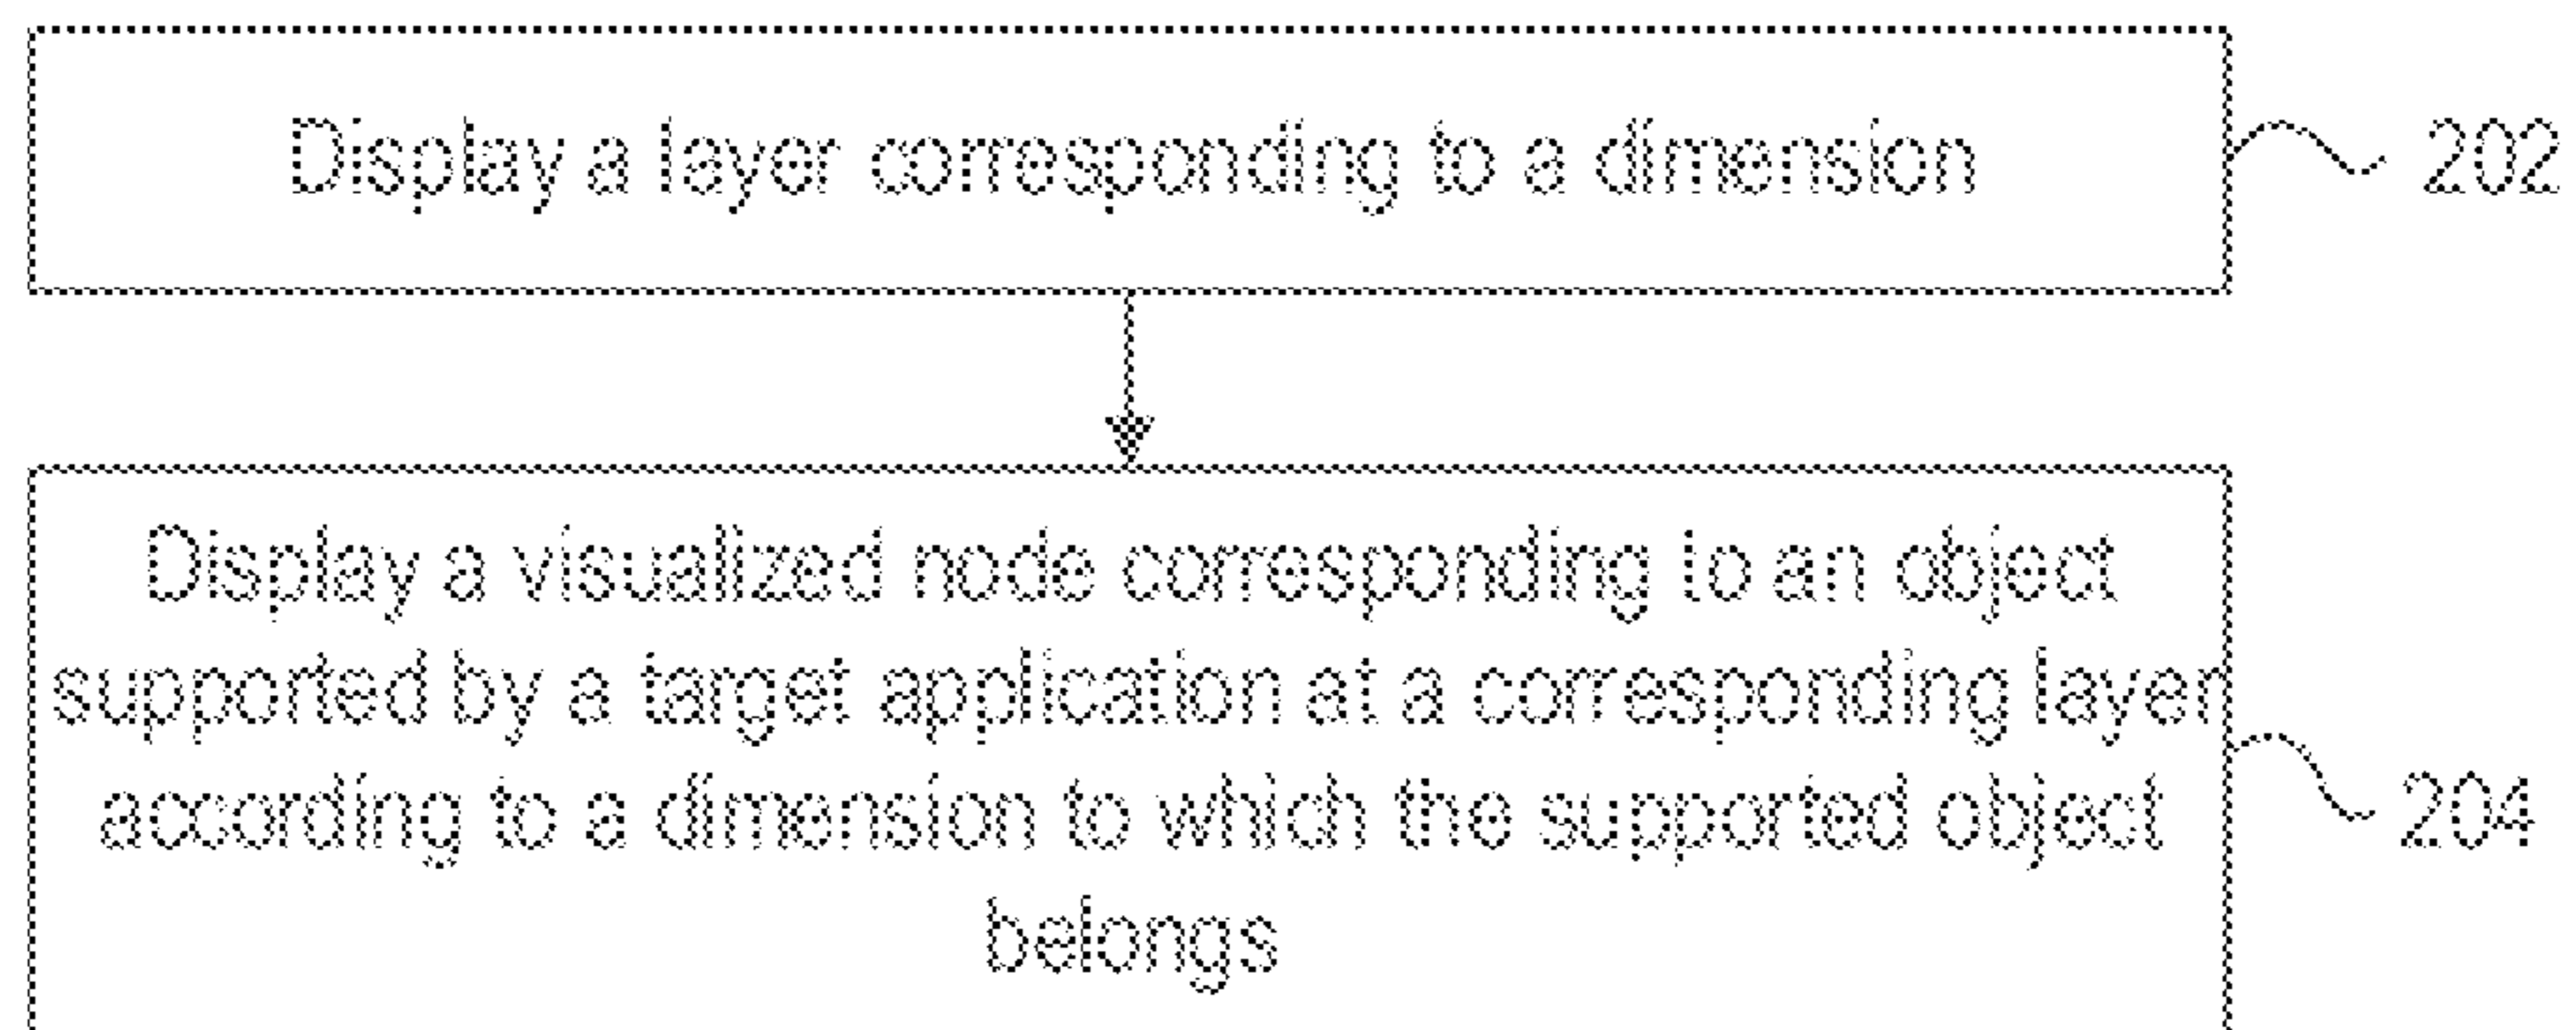 Display a layer corresponding to a dimension
202
Display a visualized node corresponding to an object
supported by a target application at a corresponding layer
according to a dimension to which the supported object
belongs
204